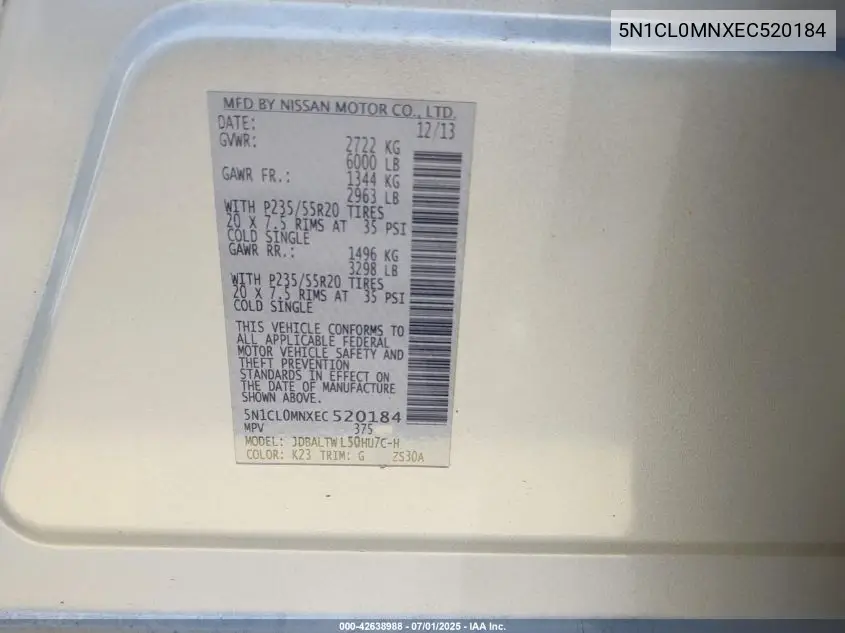 5N1CL0MNXEC520184
MFD BY NISSAN MOTOR CO., LTD.
DATE: 12/13
GVWR: 2722 KG
6000 LB
GAWR FR.: 1344 KG
2963 LB
WITH P235/55R20 TIRES
20 X 7.5 RIMS AT 35 PSI
COLD SINGLE
GAWR RR.: 1496 KG
3298 LB
WITH P235/55R20 TIRES
20 X 7.5 RIMS AT 35 PSI
COLD SINGLE
THIS VEHICLE CONFORMS TO
ALL APPLICABLE FEDERAL
MOTOR VEHICLE SAFETY AND
THEFT PREVENTION
STANDARDS IN EFFECT ON
THE DATE OF MANUFACTURE
SHOWN ABOVE.
5N1CL0MNXEC520184
MPV 375
MODEL: JDBALTWL50HU7C-H
COLOR: K23 TRIM: G ZS30A
000-42638988 - 07/01/2025 - IAA Inc.